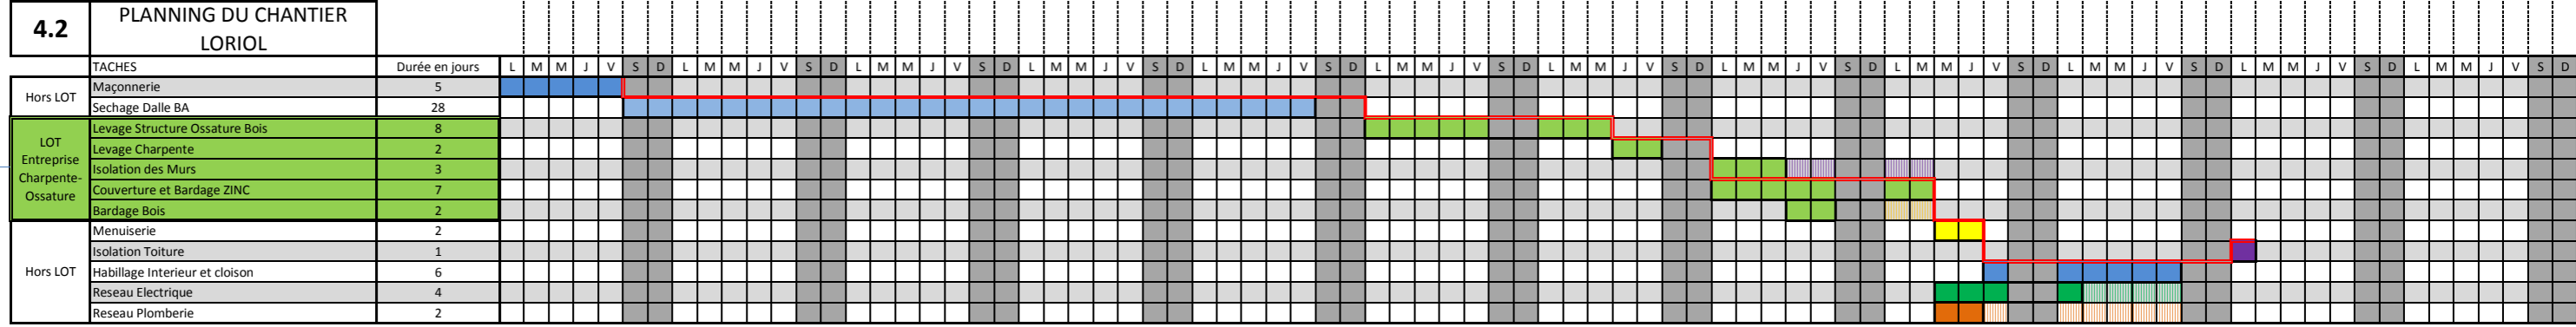 4.2
PLANNING DU CHANTIER
LORIOL
TACHES Durée en jours L M M J V S D L M M J V S D L M M J V S D L M M J V S D L M M J V S D L M M J V S D L M M J V S D L M M J V S D L M M J V S D L M M J V S D L M M J V S D L M M J V S D
Hors LOT
Maçonnerie 5
Sechage Dalle BA 28
LOT
Entreprise
Charpente-
Ossature
Levage Structure Ossature Bois 8
Levage Charpente 2
Isolation des Murs 3
Couverture et Bardage ZINC 7
Bardage Bois 2
Hors LOT
Menuiserie 2
Isolation Toiture 1
Habillage Interieur et cloison 6
Reseau Electrique 4
Reseau Plomberie 2